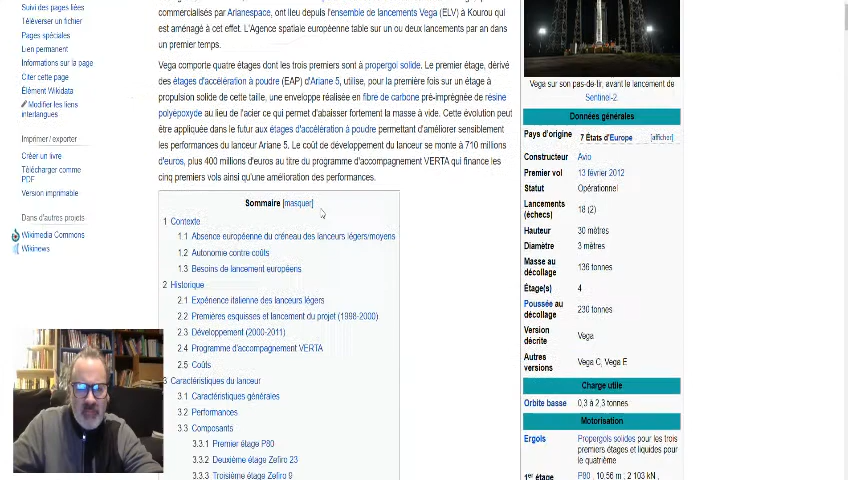 Suivi des pages liées
Téléverser un fichier
Pages spéciales
Lien permanent
Informations sur la page
Citer cette page
Élément Wikidata
Modifier les liens
interlangues
Imprimer / exporter
Créer un livre
Télécharger comme
PDF
Version imprimable
Dans d'autres projets
Wikimedia Commons
Wikinews
commercialisés par Arianespace, ont lieu depuis l'ensemble de lancements Vega (ELV) à Kourou qui
est aménagé à cet effet. L'Agence spatiale européenne table sur un ou deux lancements par an dans
un premier temps.
Vega comporte quatre étages dont les trois premiers sont à propergol solide. Le premier étage, dérivé
des étages d'accélération à poudre (EAP) d'Ariane 5, utilise, pour la première fois sur un étage à
propulsion solide de cette taille, une enveloppe réalisée en fibre de carbone pré-imprégnée de résine
polyépoxyde au lieu de l'acier ce qui permet d'abaisser fortement la masse à vide. Cette évolution peut
être appliquée dans le futur aux étages d'accélération à poudre permettant d'améliorer sensiblement
les performances du lanceur Ariane 5. Le coût de développement du lanceur se monte à 710 millions
d'euros, plus 400 millions d'euros au titre du programme d'accompagnement VERTA qui finance les
cinq premiers vols ainsi qu'une amélioration des performances.
Sommaire [masquer]
1 Contexte
1.1 Absence européenne du créneau des lanceurs légers/moyens
1.2 Autonomie contre coûts
1.3 Besoins de lancement européens
2 Historique
2.1 Expérience italienne des lanceurs légers
2.2 Premières esquisses et lancement du projet (1998-2000)
2.3 Développement (2000-2011)
2.4 Programme d'accompagnement VERTA
2.5 Coûts
3 Caractéristiques du lanceur
3.1 Caractéristiques générales
3.2 Performances
3.3 Composants
3.3.1 Premier étage P80
3.3.2 Deuxième étage Zefiro 23
3.3.3 Troisième étage Zefiro 9
Vega sur son pas-de-tir, avant le lancement de
Sentinel-2.
Données générales
Pays d'origine 7 États d'Europe [afficher]
Constructeur Avio
Premier vol 13 février 2012
Statut Opérationnel
Lancements
(échecs) 18 (2)
Hauteur 30 mètres
Diamètre 3 mètres
Masse au
décollage 136 tonnes
Étage(s) 4
Poussée au
décollage 230 tonnes
Version
décrite Vega
Autres
versions Vega C, Vega E
Charge utile
Orbite basse 0,3 à 2,3 tonnes
Motorisation
Ergols Propergols solides pour les trois
premiers étages et liquides pour
le quatrième
1er étage P80 , 10,56 m , 2 103 kN ,